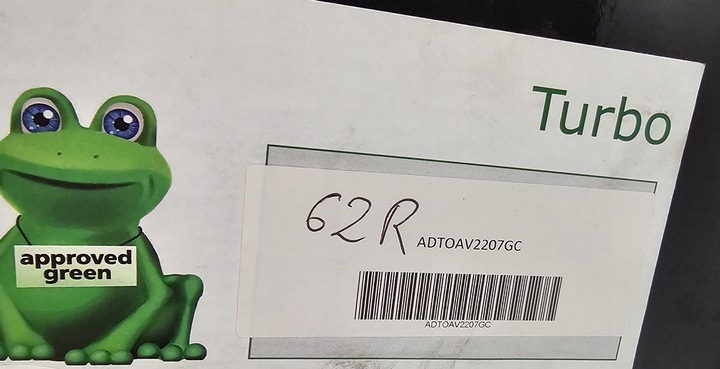 Turbo
approved
green
62R ADTOAV2207GC
ADTOAV2207GC